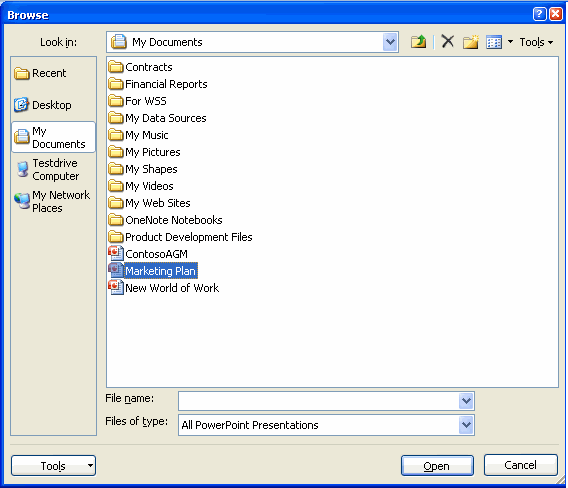 Browse
Look in: My Documents Tools
Recent
Desktop
My Documents
Testdrive Computer
My Network Places
Contracts
Financial Reports
For WSS
My Data Sources
My Music
My Pictures
My Shapes
My Videos
My Web Sites
OneNote Notebooks
Product Development Files
ContosoAGM
Marketing Plan
New World of Work
File name:
Files of type: All PowerPoint Presentations
Tools Open Cancel